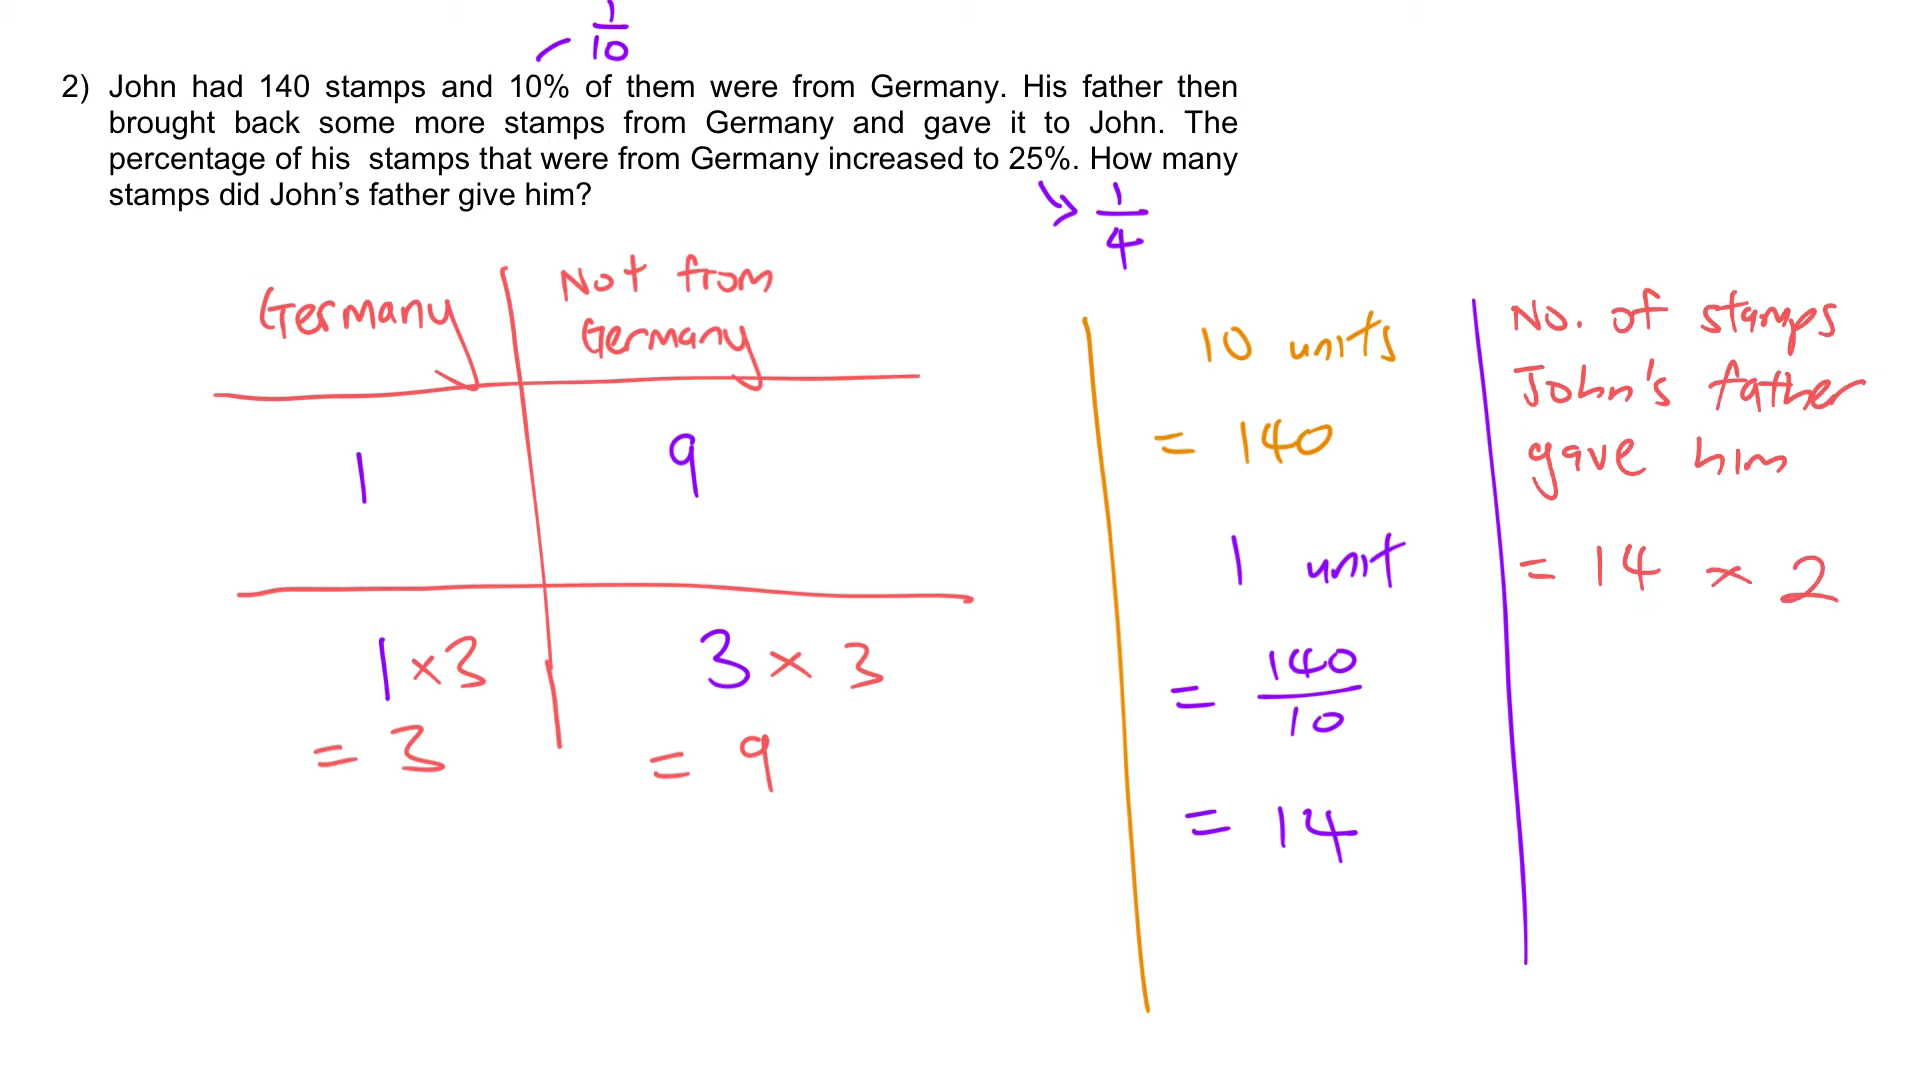 1
10
2) John had 140 stamps and 10% of them were from Germany. His father then
brought back some more stamps from Germany and gave it to John. The
percentage of his stamps that were from Germany increased to 25%. How many
stamps did John’s father give him?
1
4
Germany
Not from
Germany
1
9
1 × 3
= 3
3 × 3
= 9
10 units
= 140
1 unit
= 140
10
= 14
No. of stamps
John's father
gave him
= 14 × 2